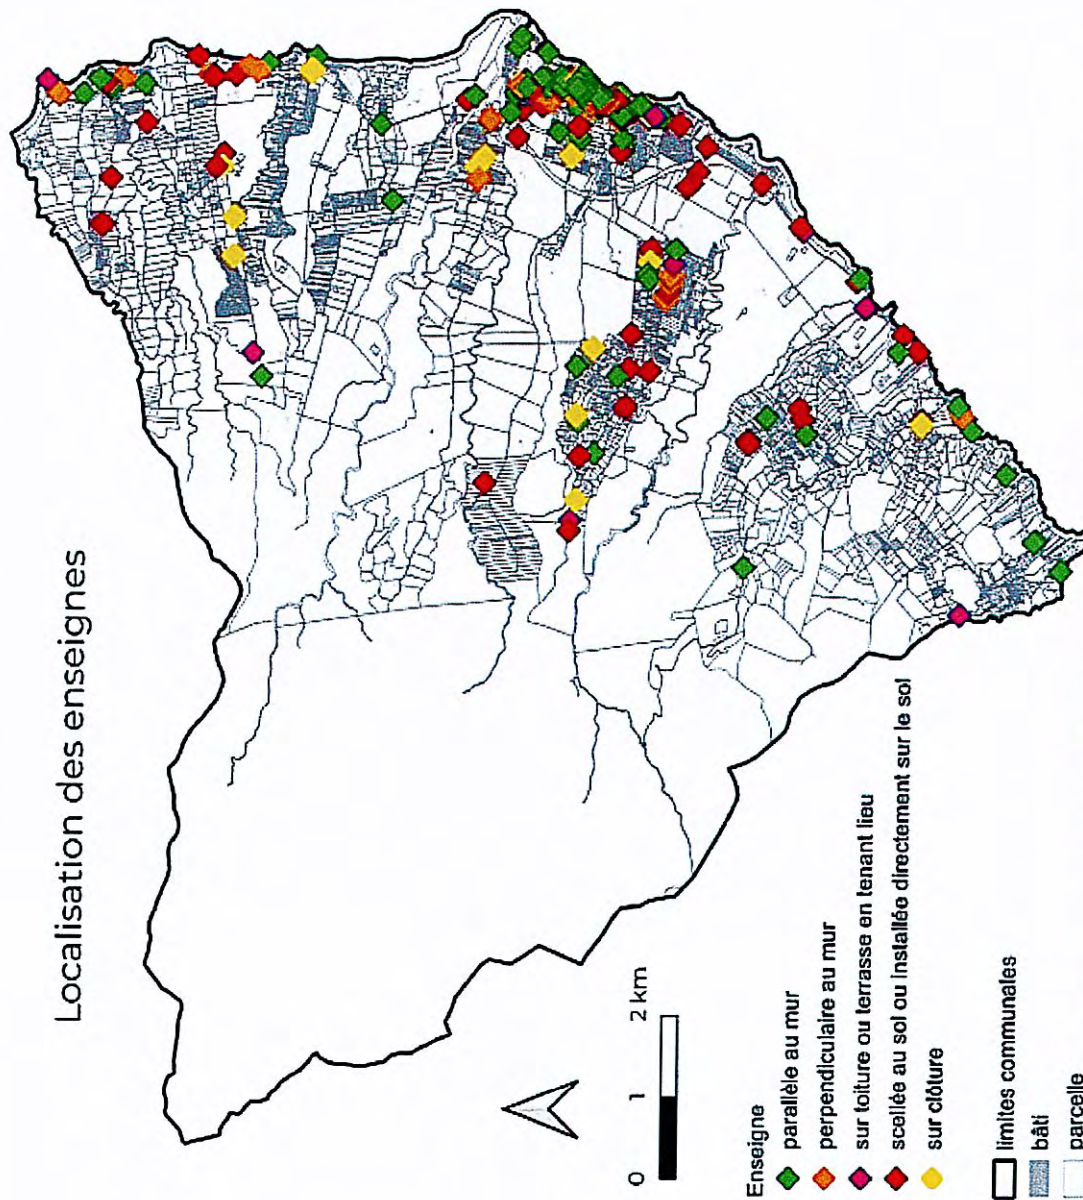 Localisation des enseignes
0 1 2 km
Enseigne
parallèle au mur
perpendiculaire au mur
sur toiture ou terrasse en tenant lieu
scellée au sol ou installée directement sur le sol
sur clôture
limites communales
bâti
parcelle